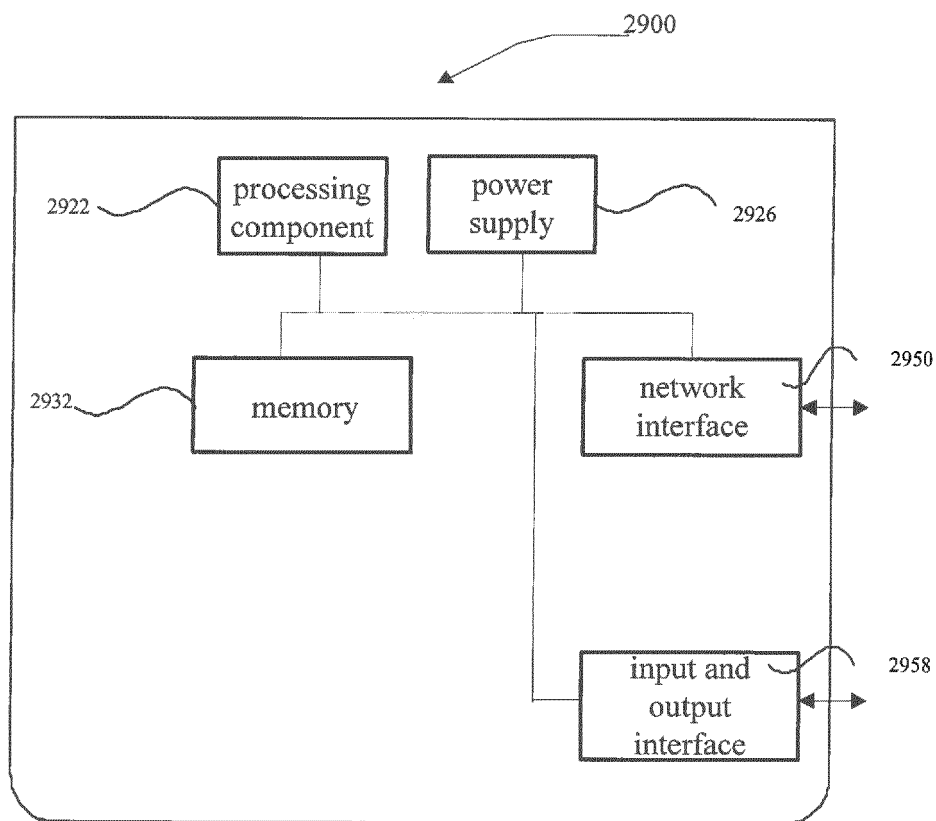 2900
2922
processing
component
power
supply
2926
2932
memory
network
interface
2950
input and
output
interface
2958